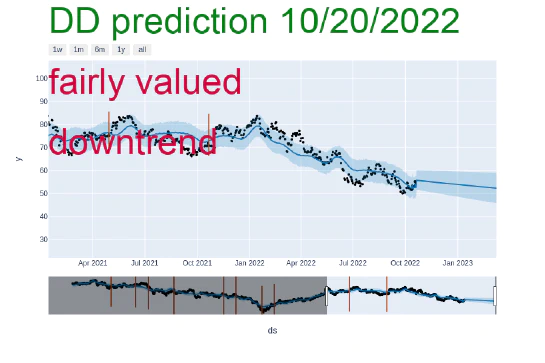 DD prediction 10/20/2022
1w 1m 6m 1y all
fairly valued
downtrend
100
90
80
70
60
50
40
30
y
Apr 2021 Jul 2021 Oct 2021 Jan 2022 Apr 2022 Jul 2022 Oct 2022 Jan 2023
ds